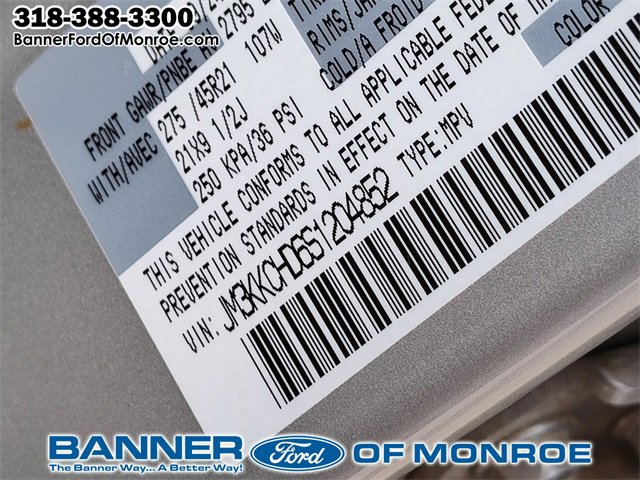 318-388-3300
BannerFordOfMonroe.com
FRONT GAWR/PNBE
2795
WITH/AVEC
275 /45R21 107W
21X9 1/2J
RIMS/
250 KPA/36 PSI
COLD/A FROID
THIS VEHICLE CONFORMS TO ALL APPLICABLE
PREVENTION STANDARDS IN EFFECT ON THE DATE OF
VIN: JM3KKCHD6S1204852 TYPE:MPV
COLOR
BANNER Ford OF MONROE
The Banner Way... A Better Way!